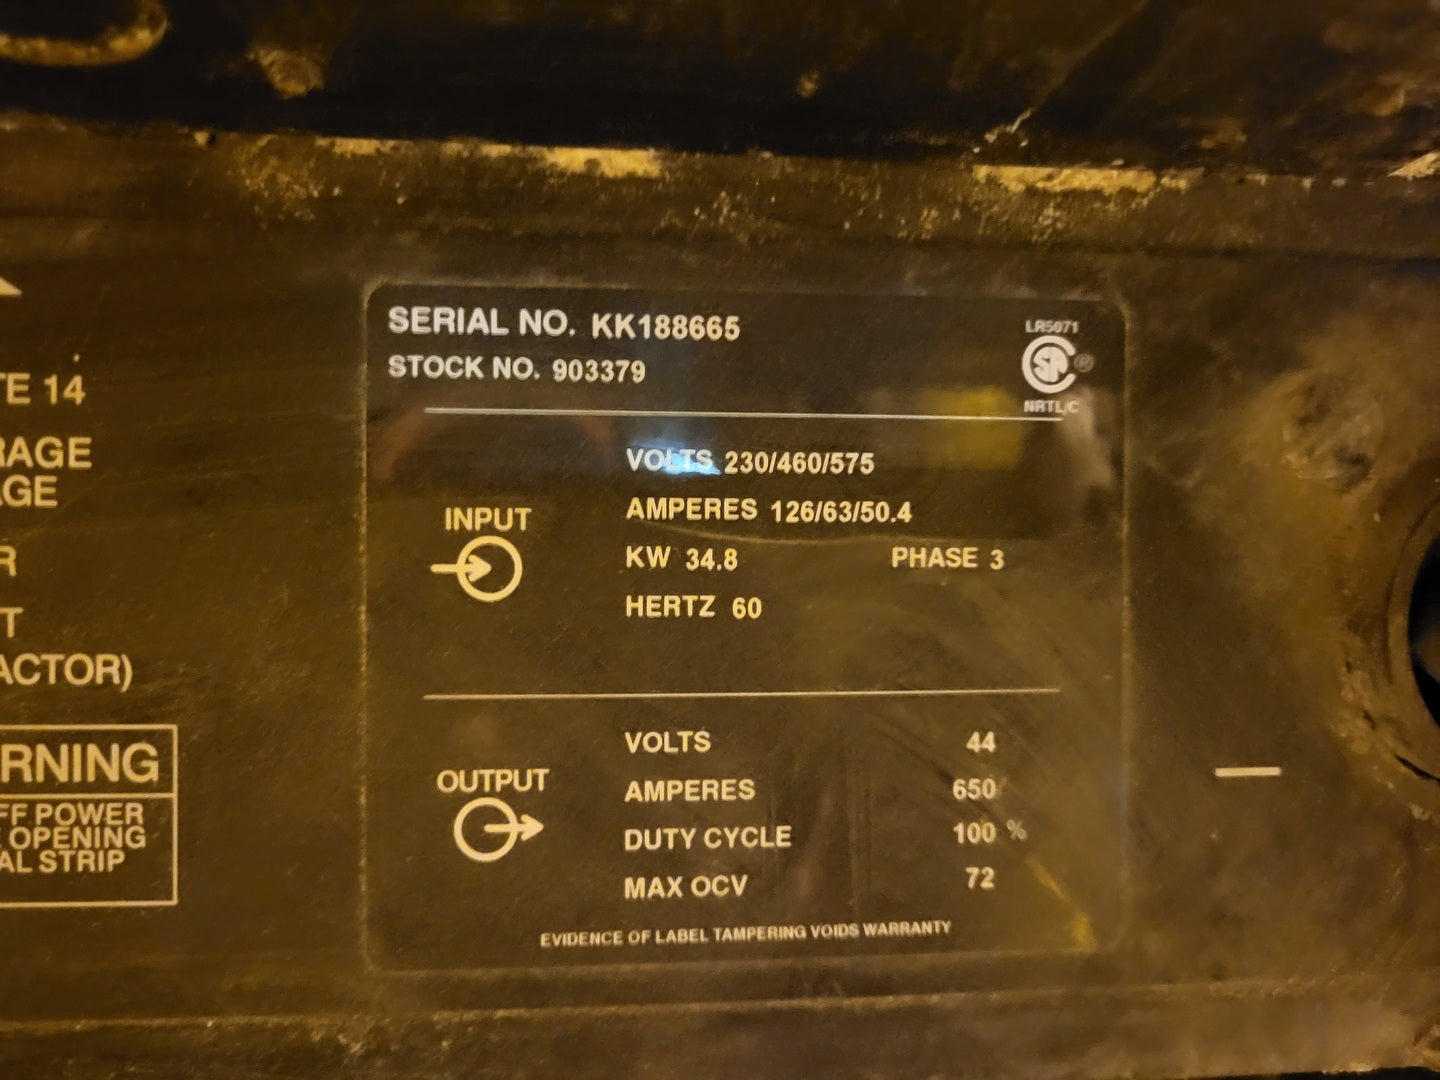 TE 14
RAGE
GE
R
T
ACTOR)
RNING
FF POWER
OPENING
AL STRIP
SERIAL NO. KK188665
STOCK NO. 903379
LR5071
SA ®
NRTL/C
INPUT
VOLTS 230/460/575
AMPERES 126/63/50.4
KW 34.8 PHASE 3
HERTZ 60
OUTPUT
VOLTS 44
AMPERES 650
DUTY CYCLE 100 %
MAX OCV 72
EVIDENCE OF LABEL TAMPERING VOIDS WARRANTY